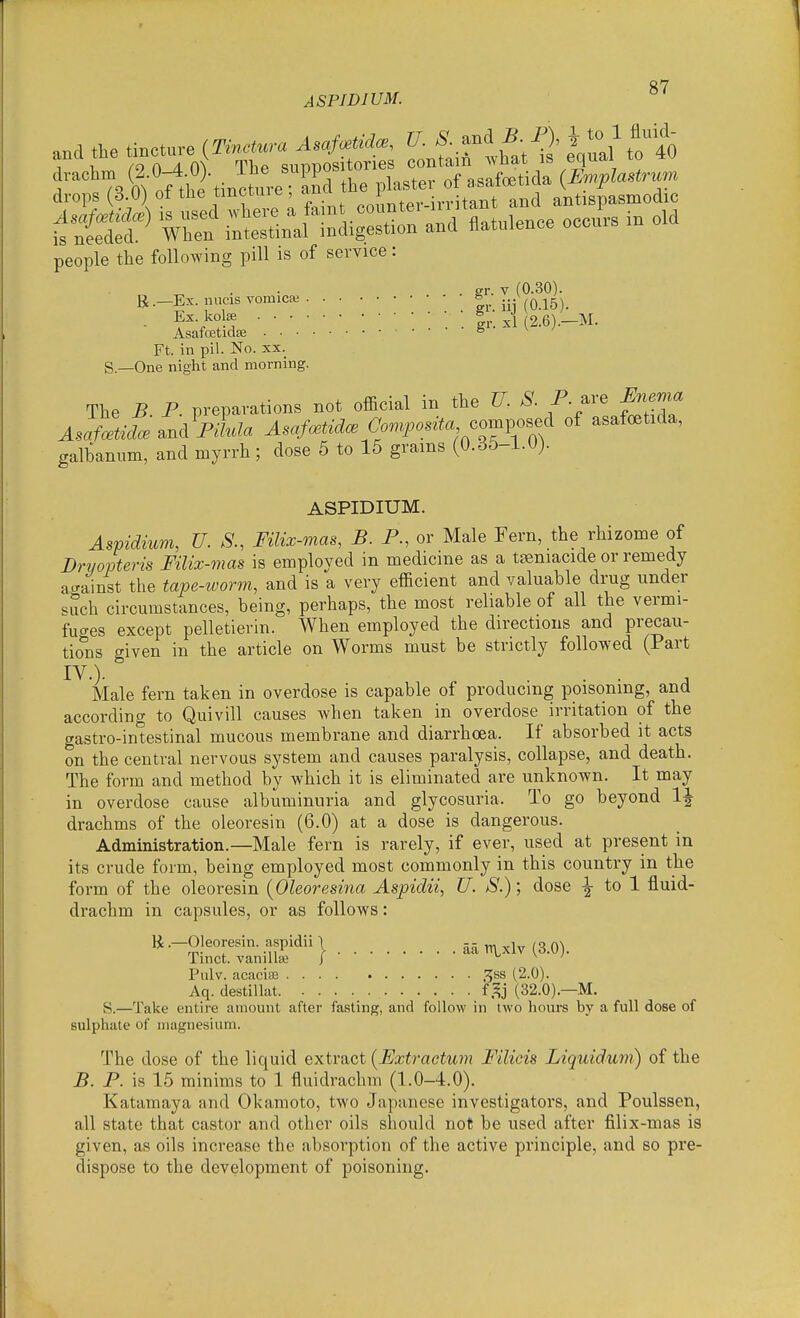 ASPIDIUM.
87
and the tincture (Tinctura Asafœtidæ, U. S. and B. P), ½ to 1 fluid-
drachm (2.0–4.0). The suppositories contain what is equal to 40
drops (3.0) of the tincture; and the plaster of asafœtida (Emplastrum
Asafœtidæ) is used where a faint counter-irritant and antispasmodic
is needed. When intestinal indigestion and flatulence occurs in old
people the following pill is of service:
℞.—Ex. nucis vomicæ . . . . . . . . . . gr. v (0.30).
Ex. kolæ . . . . . . . . . . gr. iij (0.15).
Asafœtidæ . . . . . . . . . . gr. xl (2.6).—M.
Ft. in pil. No. xx.
S.—One night and morning.
The B. P. preparations not official in the U. S. P. are Enema
Asafœtidæ and Pilula Asafœtidæ Composita, composed of asafœtida,
galbanum, and myrrh; dose 5 to 15 grains (0.35–1.0).
ASPIDIUM.
Aspidium, U. S., Filix-mas, B. P., or Male Fern, the rhizome of
Dryopteris Filix-mas is employed in medicine as a tæniacide or remedy
against the tape-worm, and is a very efficient and valuable drug under
such circumstances, being, perhaps, the most reliable of all the vermi-
fuges except pelletierin. When employed the directions and precau-
tions given in the article on Worms must be strictly followed (Part
IV.).
Male fern taken in overdose is capable of producing poisoning, and
according to Quivill causes when taken in overdose irritation of the
gastro-intestinal mucous membrane and diarrhœa. If absorbed it acts
on the central nervous system and causes paralysis, collapse, and death.
The form and method by which it is eliminated are unknown. It may
in overdose cause albuminuria and glycosuria. To go beyond 1½
drachms of the oleoresin (6.0) at a dose is dangerous.
Administration.—Male fern is rarely, if ever, used at present in
its crude form, being employed most commonly in this country in the
form of the oleoresin (Oleoresina Aspidii, U. S.); dose ½ to 1 fluid-
drachm in capsules, or as follows:
℞.—Oleoresin. aspidii }
Tinct. vanillæ } . . . . . . . . . . āā ♏xlv (3.0).
Pulv. acaciæ . . . . . . . . . . ʒss (2.0).
Aq. destillat. . . . . . . . . . . f℥j (32.0).—M.
S.—Take entire amount after fasting, and follow in two hours by a full dose of
sulphate of magnesium.
The dose of the liquid extract (Extractum Filicis Liquidum) of the
B. P. is 15 minims to 1 fluidrachm (1.0–4.0).
Katamaya and Okamoto, two Japanese investigators, and Poulssen,
all state that castor and other oils should not be used after filix-mas is
given, as oils increase the absorption of the active principle, and so pre-
dispose to the development of poisoning.